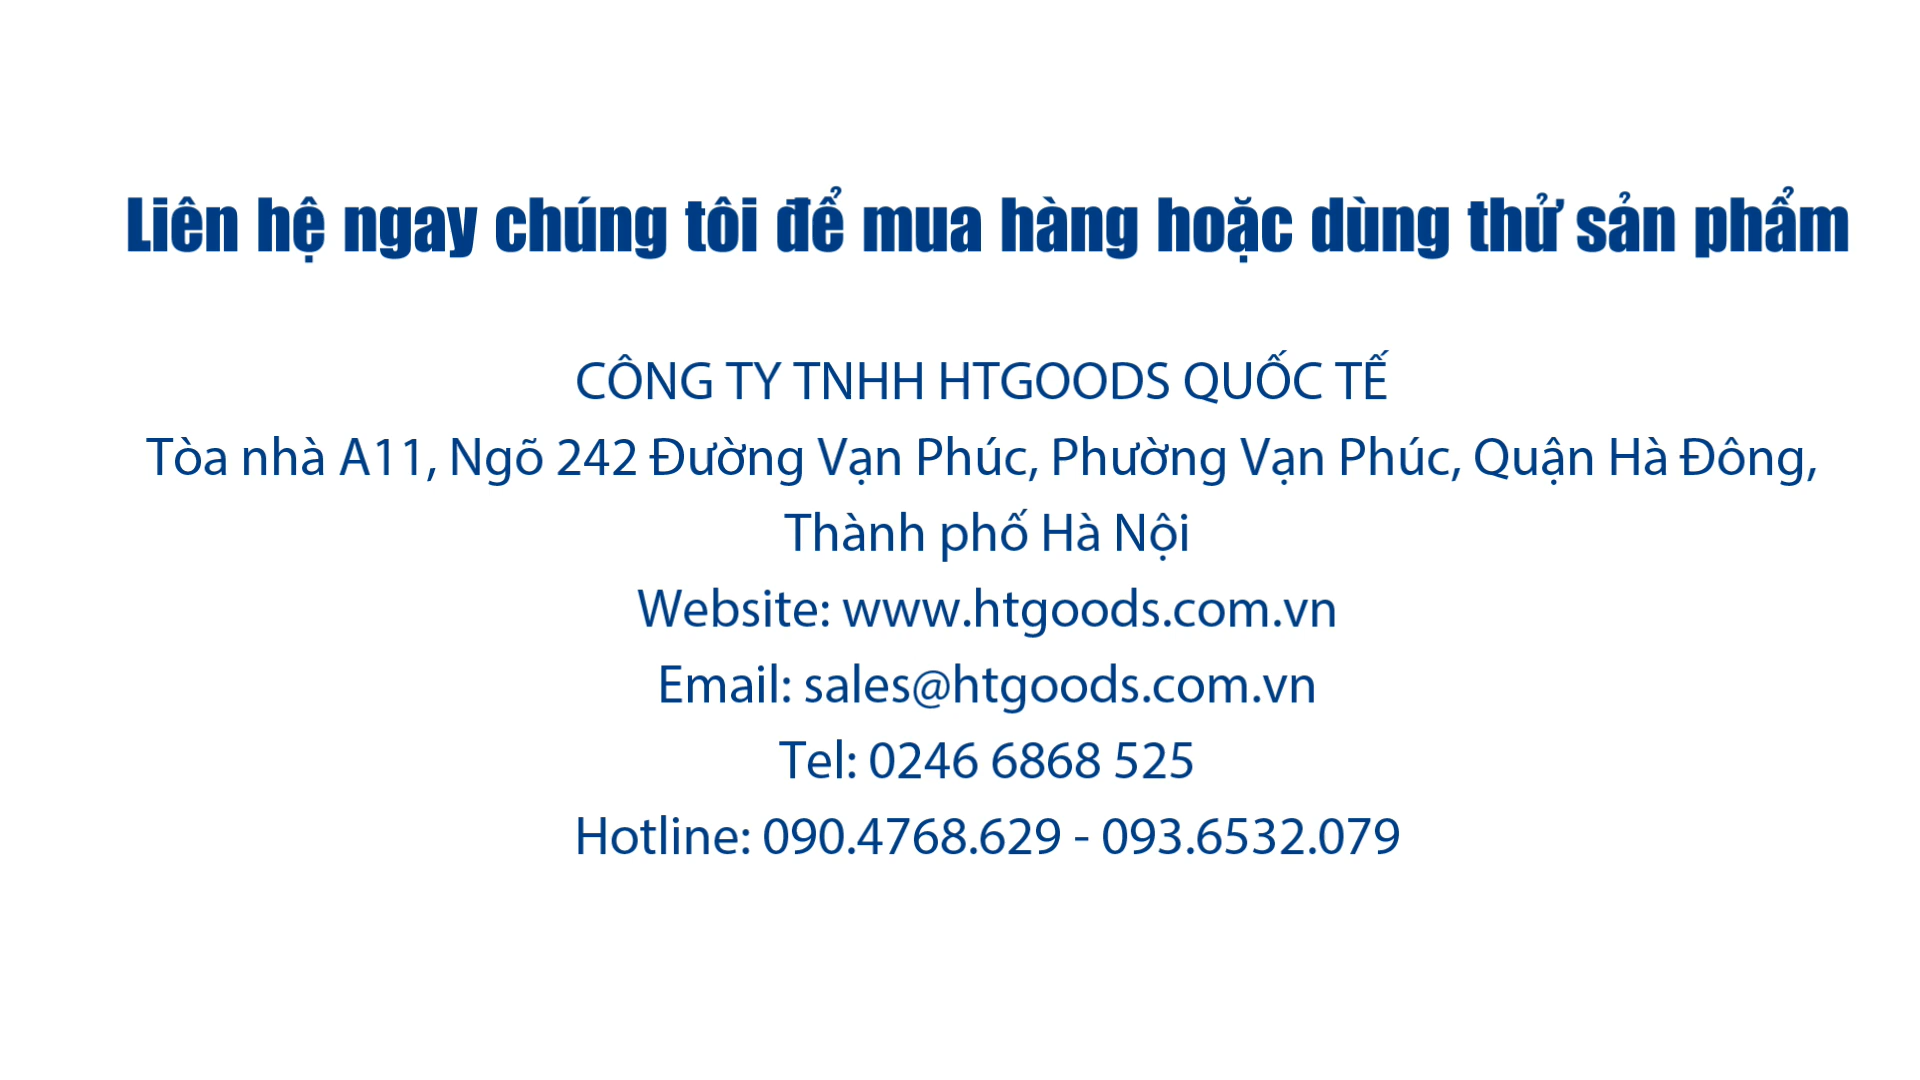 Liên hệ ngay chúng tôi để mua hàng hoặc dùng thử sản phẩm
CÔNG TY TNHH HTGOODS QUỐC TẾ
Tòa nhà A11, Ngõ 242 Đường Vạn Phúc, Phường Vạn Phúc, Quận Hà Đông,
Thành phố Hà Nội
Website: www.htgoods.com.vn
Email: sales@htgoods.com.vn
Tel: 0246 6868 525
Hotline: 090.4768.629 - 093.6532.079